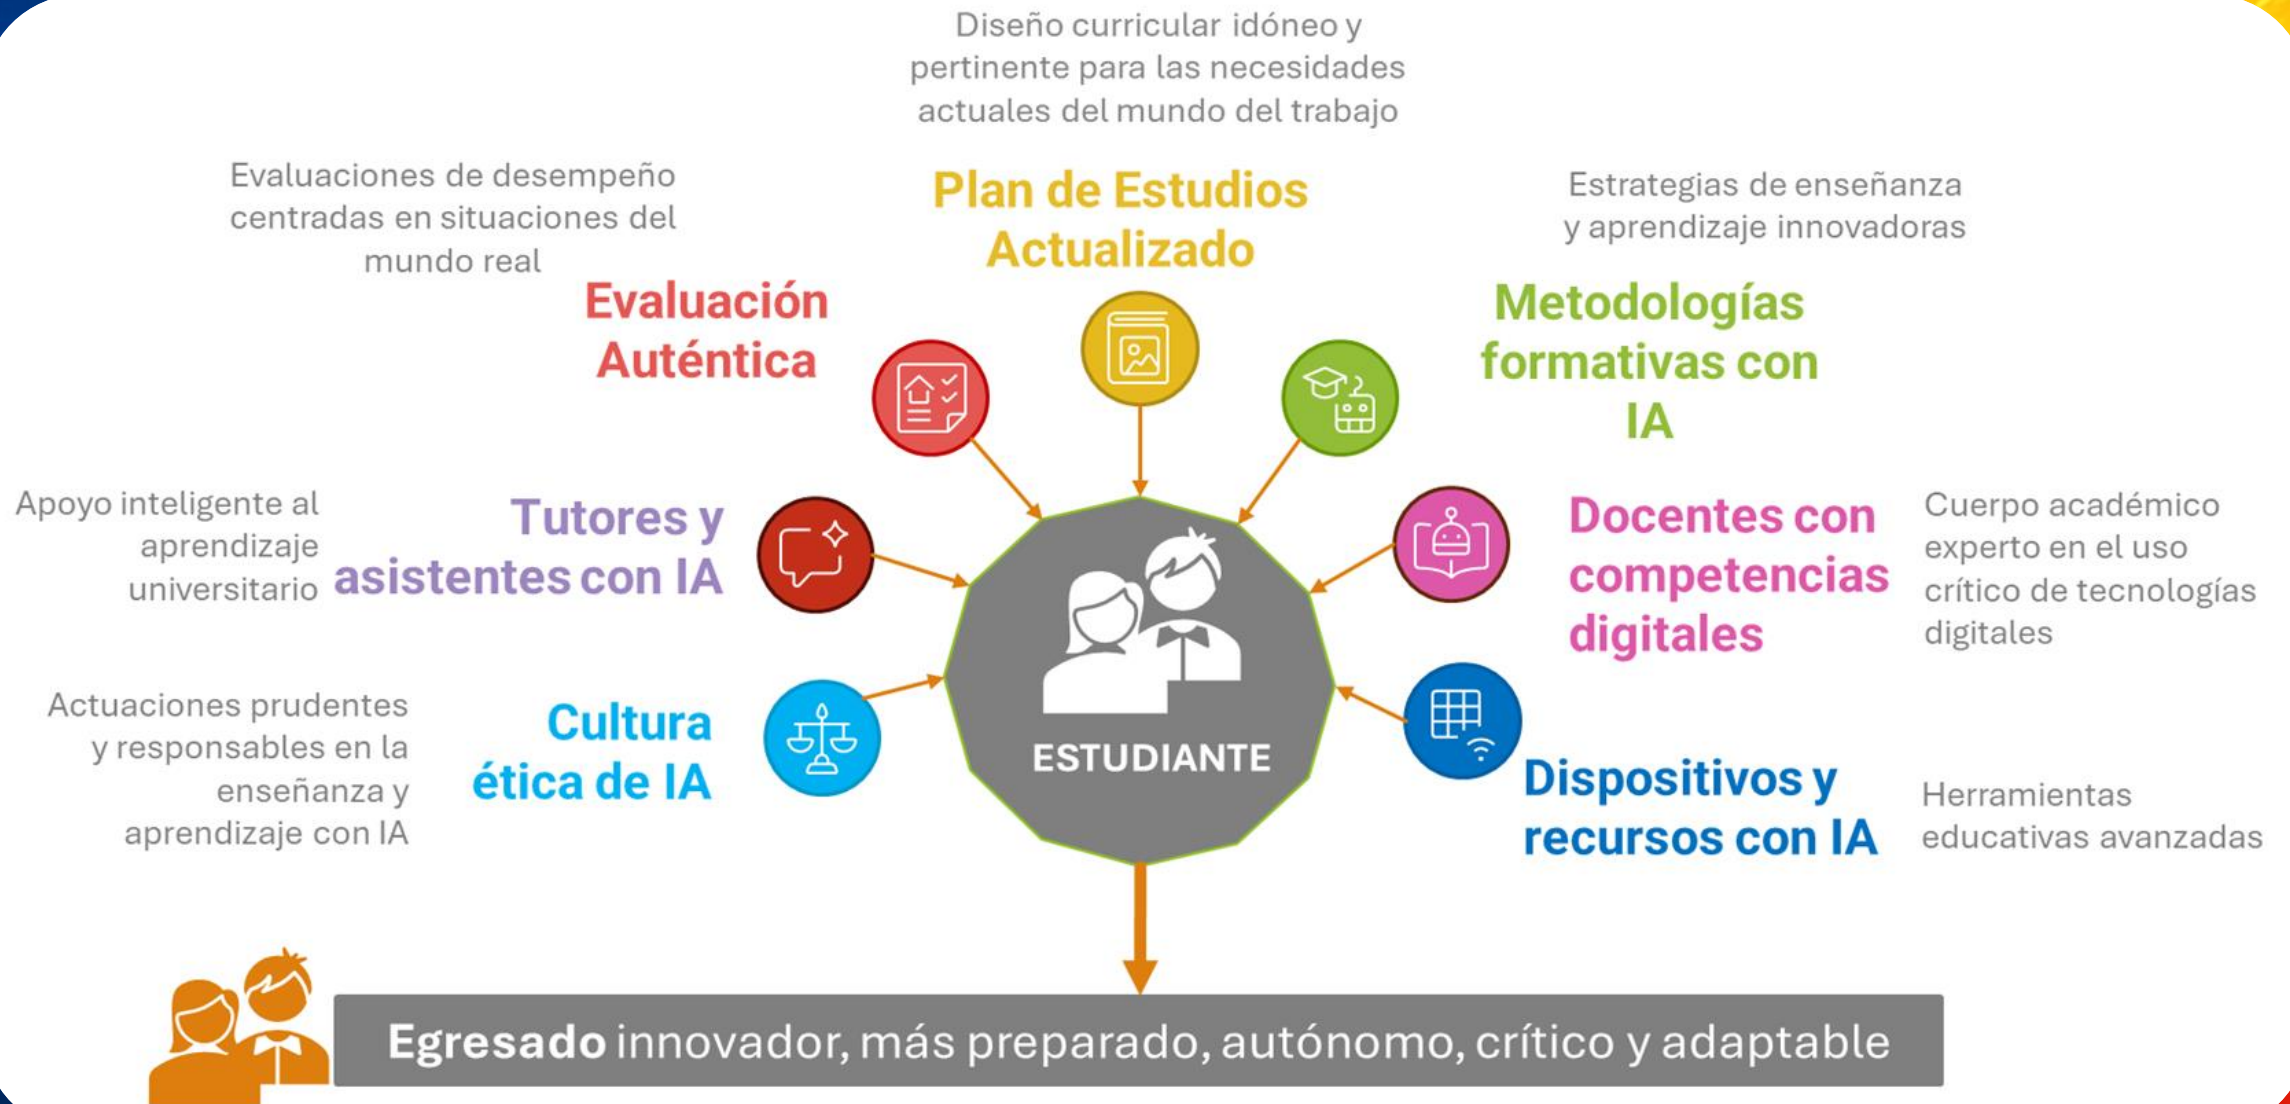 Diseño curricular idóneo y
pertinente para las necesidades
actuales del mundo del trabajo
Plan de Estudios
Actualizado
Evaluaciones de desempeño
centradas en situaciones del
mundo real
Evaluación
Auténtica
Estrategias de enseñanza
y aprendizaje innovadoras
Metodologías
formativas con
IA
Apoyo inteligente al
aprendizaje
universitario
Tutores y
asistentes con IA
Docentes con
competencias
digitales
Cuerpo académico
experto en el uso
crítico de tecnologías
digitales
Actuaciones prudentes
y responsables en la
enseñanza y
aprendizaje con IA
Cultura
ética de IA
ESTUDIANTE
Dispositivos y
recursos con IA
Herramientas
educativas avanzadas
Egresado innovador, más preparado, autónomo, crítico y adaptable